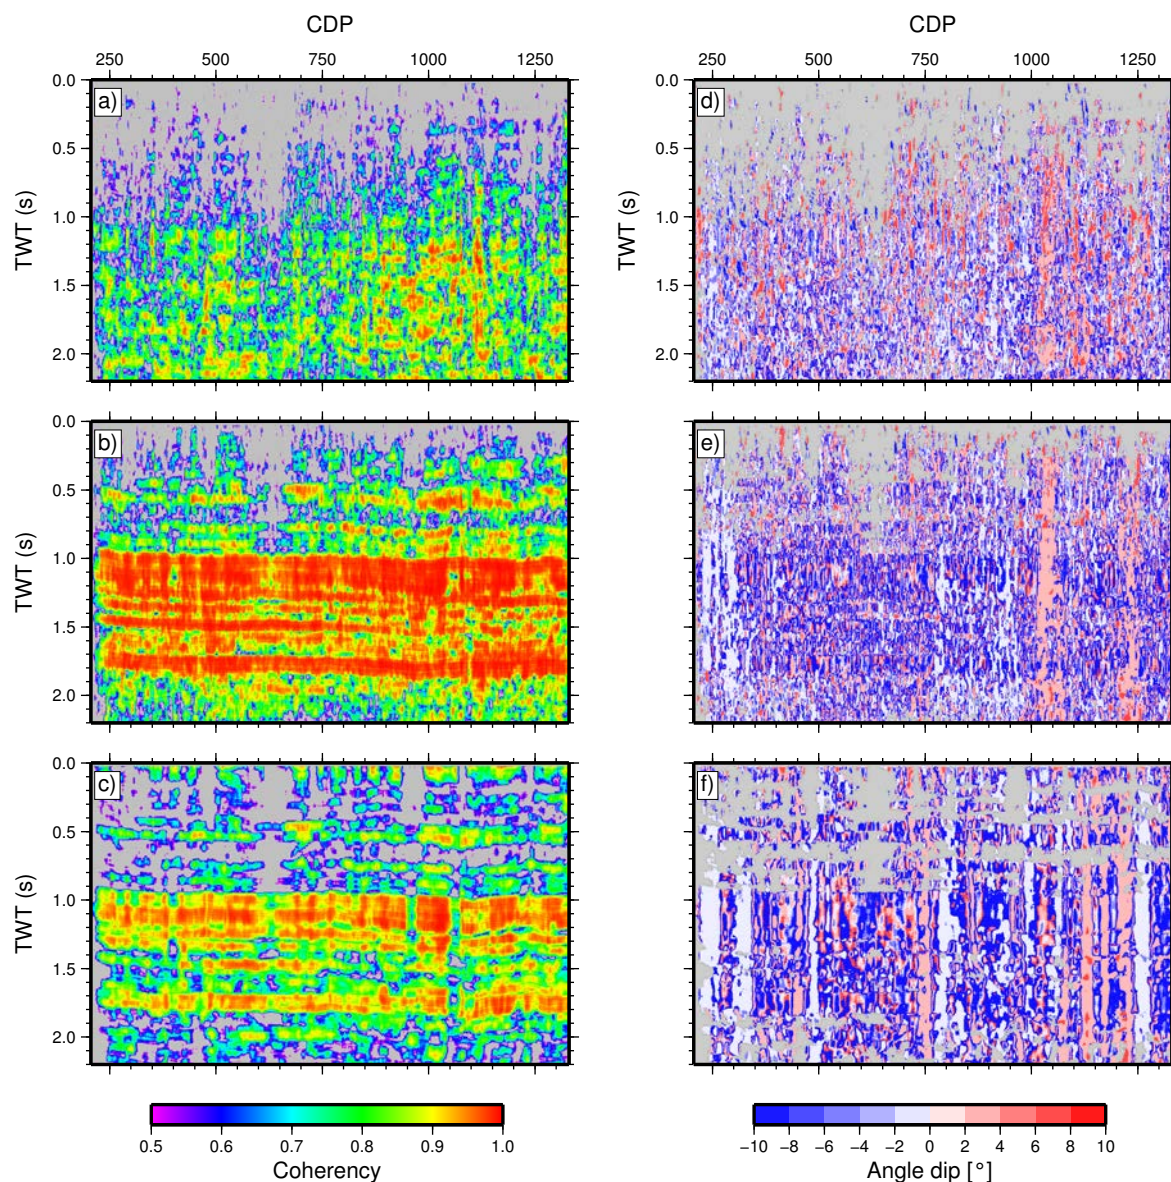 CDP CDP
250 500 750 1000 1250 250 500 750 1000 1250
0.0 0.0
a) d)
0.5 0.5
1.0 1.0
TWT (s) TWT (s)
1.5 1.5
2.0 2.0
0.0 0.0
b) e)
0.5 0.5
1.0 1.0
TWT (s) TWT (s)
1.5 1.5
2.0 2.0
0.0 0.0
c) f)
0.5 0.5
1.0 1.0
TWT (s) TWT (s)
1.5 1.5
2.0 2.0
0.5 0.6 0.7 0.8 0.9 1.0 −10 −8 −6 −4 −2 0 2 4 6 8 10
Coherency Angle dip [°]